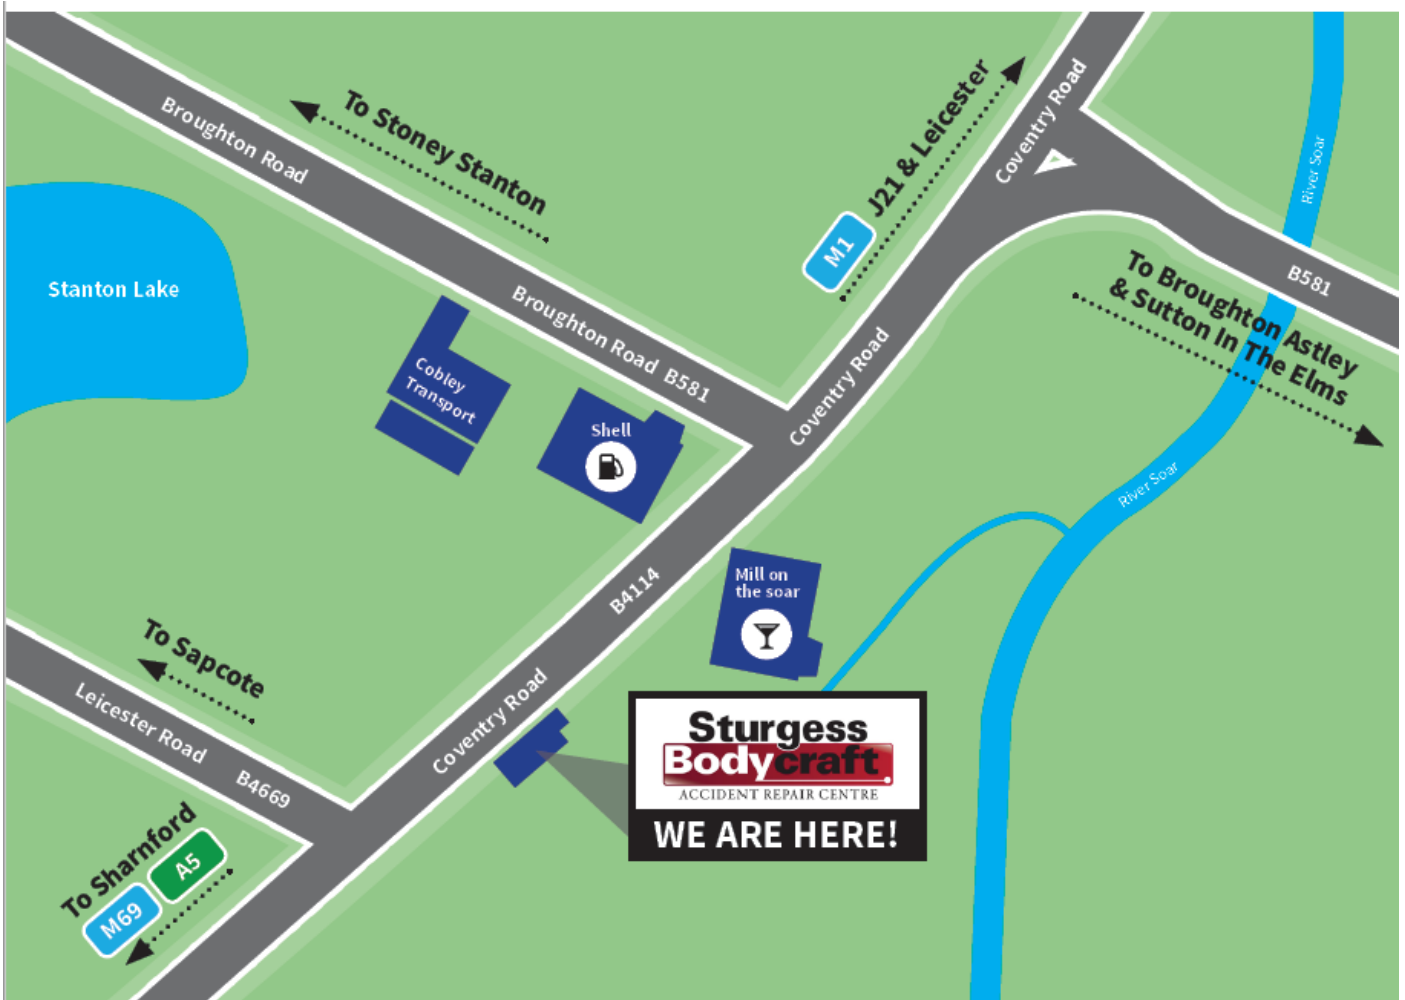 Broughton Road
To Stoney Stanton
Coventry Road
J21 & Leicester
M1
River Soar
Stanton Lake
B581
To Broughton Astley
& Sutton In The Elms
Broughton Road B581
Coventry Road
Cobley
Transport
Shell
River Soar
B4114
Mill on
the soar
To Sapcote
Leicester Road B4669
Coventry Road
Sturgess
Bodycraft
ACCIDENT REPAIR CENTRE
WE ARE HERE!
To Sharnford
A5
M69